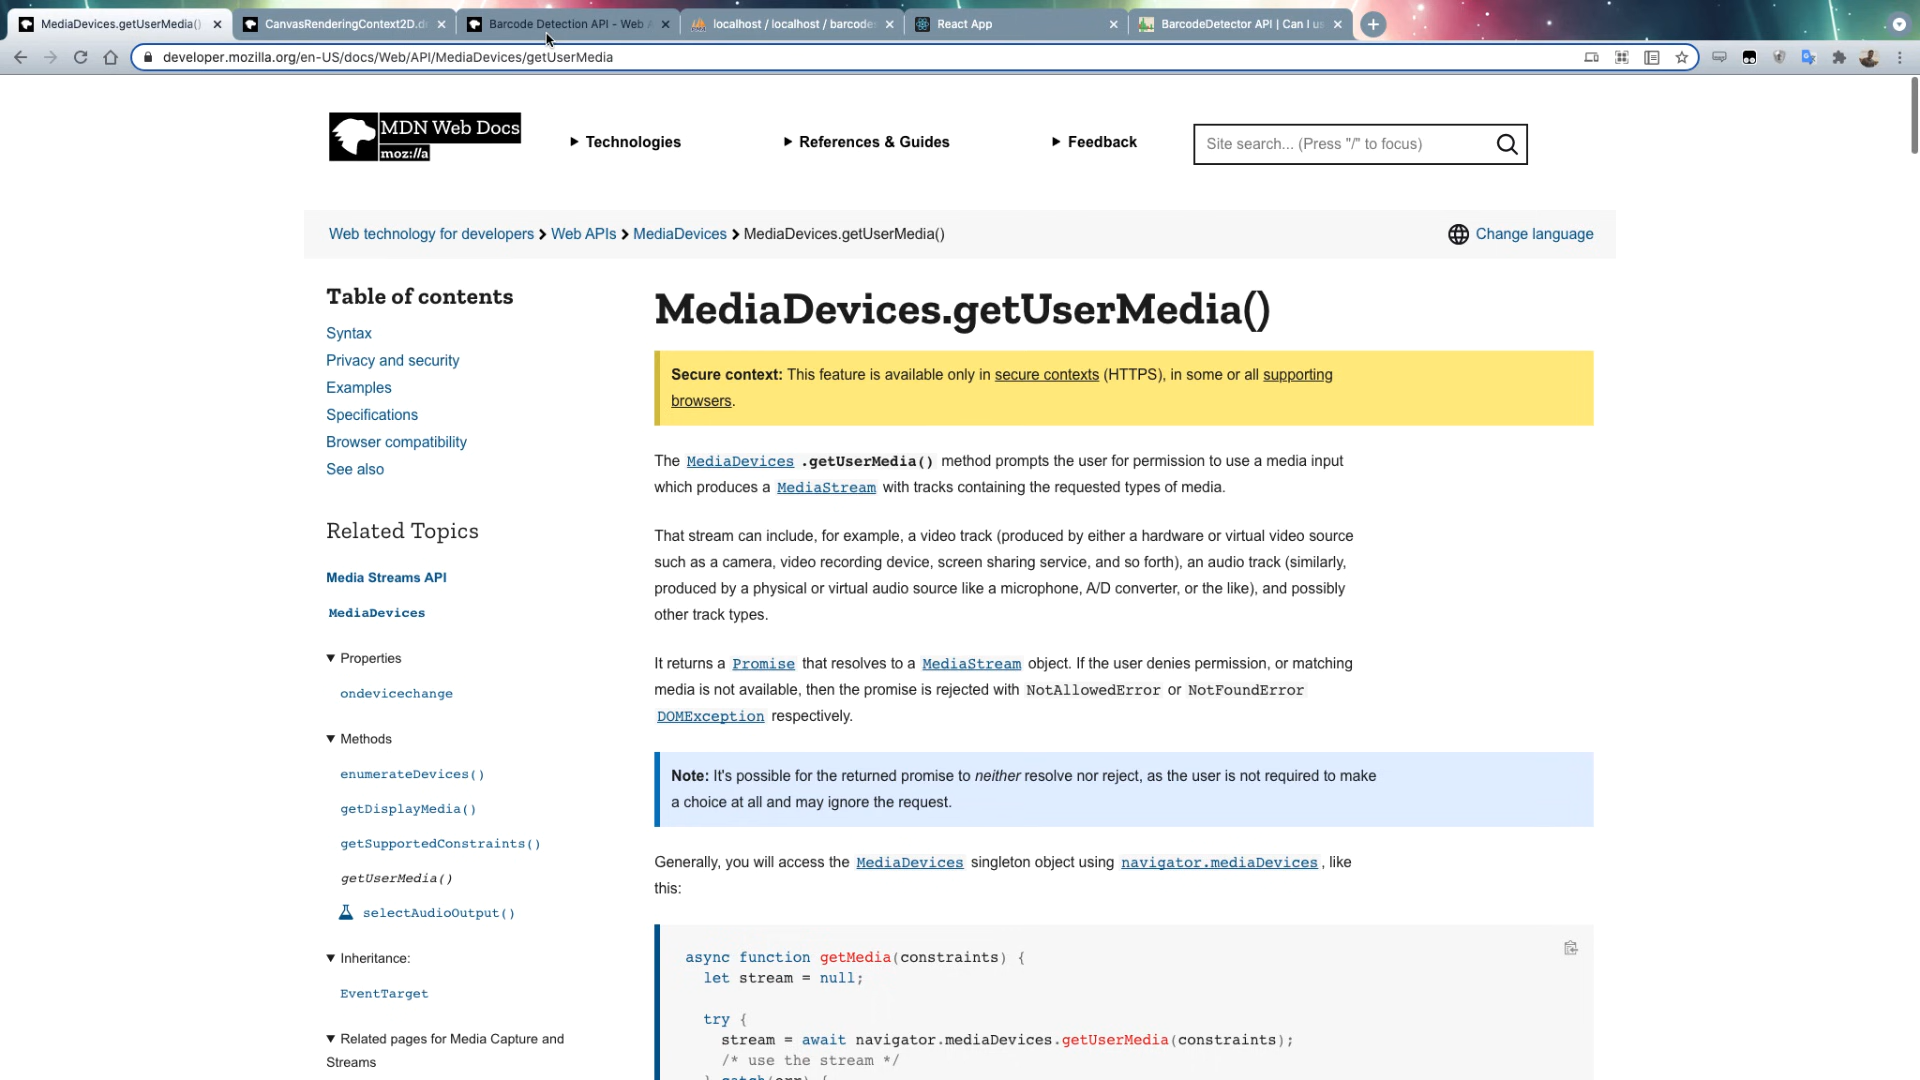 MediaDevices.getUserMedia()
CanvasRenderingContext2D.d
Barcode Detection API - Web A
localhost / localhost / barcode
React App
BarcodeDetector API | Can I us
developer.mozilla.org/en-US/docs/Web/API/MediaDevices/getUserMedia
MDN Web Docs
moz://a
Technologies
References & Guides
Feedback
Site search... (Press "/" to focus)
Web technology for developers
Web APIs
MediaDevices
MediaDevices.getUserMedia()
Change language
Table of contents
Syntax
Privacy and security
Examples
Specifications
Browser compatibility
See also
Related Topics
Media Streams API
MediaDevices
Properties
ondevicechange
Methods
enumerateDevices()
getDisplayMedia()
getSupportedConstraints()
getUserMedia()
selectAudioOutput()
Inheritance:
EventTarget
Related pages for Media Capture and
Streams
MediaDevices.getUserMedia()
Secure context: This feature is available only in secure contexts (HTTPS), in some or all supporting
browsers.
The MediaDevices .getUserMedia() method prompts the user for permission to use a media input
which produces a MediaStream with tracks containing the requested types of media.
That stream can include, for example, a video track (produced by either a hardware or virtual video source
such as a camera, video recording device, screen sharing service, and so forth), an audio track (similarly,
produced by a physical or virtual audio source like a microphone, A/D converter, or the like), and possibly
other track types.
It returns a Promise that resolves to a MediaStream object. If the user denies permission, or matching
media is not available, then the promise is rejected with NotAllowedError or NotFoundError
DOMException respectively.
Note: It's possible for the returned promise to neither resolve nor reject, as the user is not required to make
a choice at all and may ignore the request.
Generally, you will access the MediaDevices singleton object using navigator.mediaDevices, like
this:
async function getMedia(constraints) {
let stream = null;
try {
stream = await navigator.mediaDevices.getUserMedia(constraints);
/* use the stream */
} catch(err) {